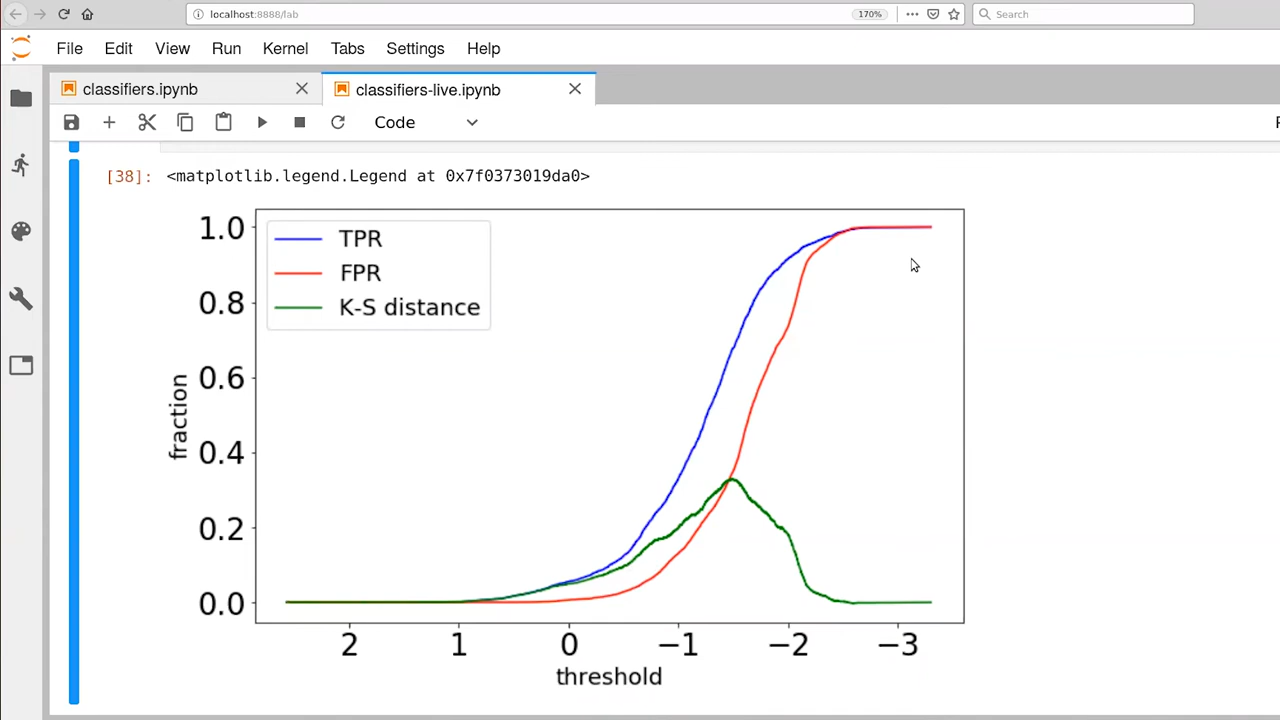 localhost:8888/lab
170%
Search
File Edit View Run Kernel Tabs Settings Help
classifiers.ipynb
classifiers-live.ipynb
Code
[38]: <matplotlib.legend.Legend at 0x7f0373019da0>
TPR
FPR
K-S distance
1.0
0.8
0.6
0.4
0.2
0.0
fraction
2 1 0 −1 −2 −3
threshold